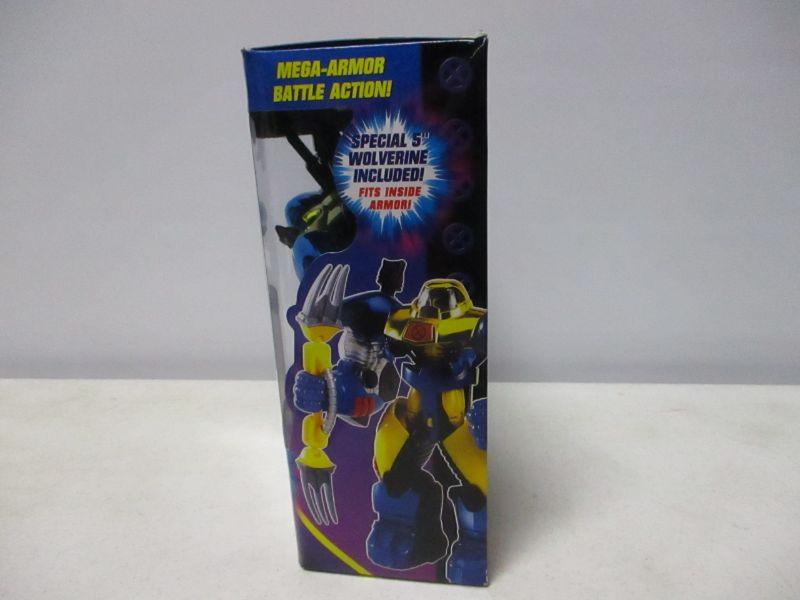 MEGA-ARMOR
BATTLE ACTION!
SPECIAL 5"
WOLVERINE
INCLUDED!
FITS INSIDE
ARMOR!